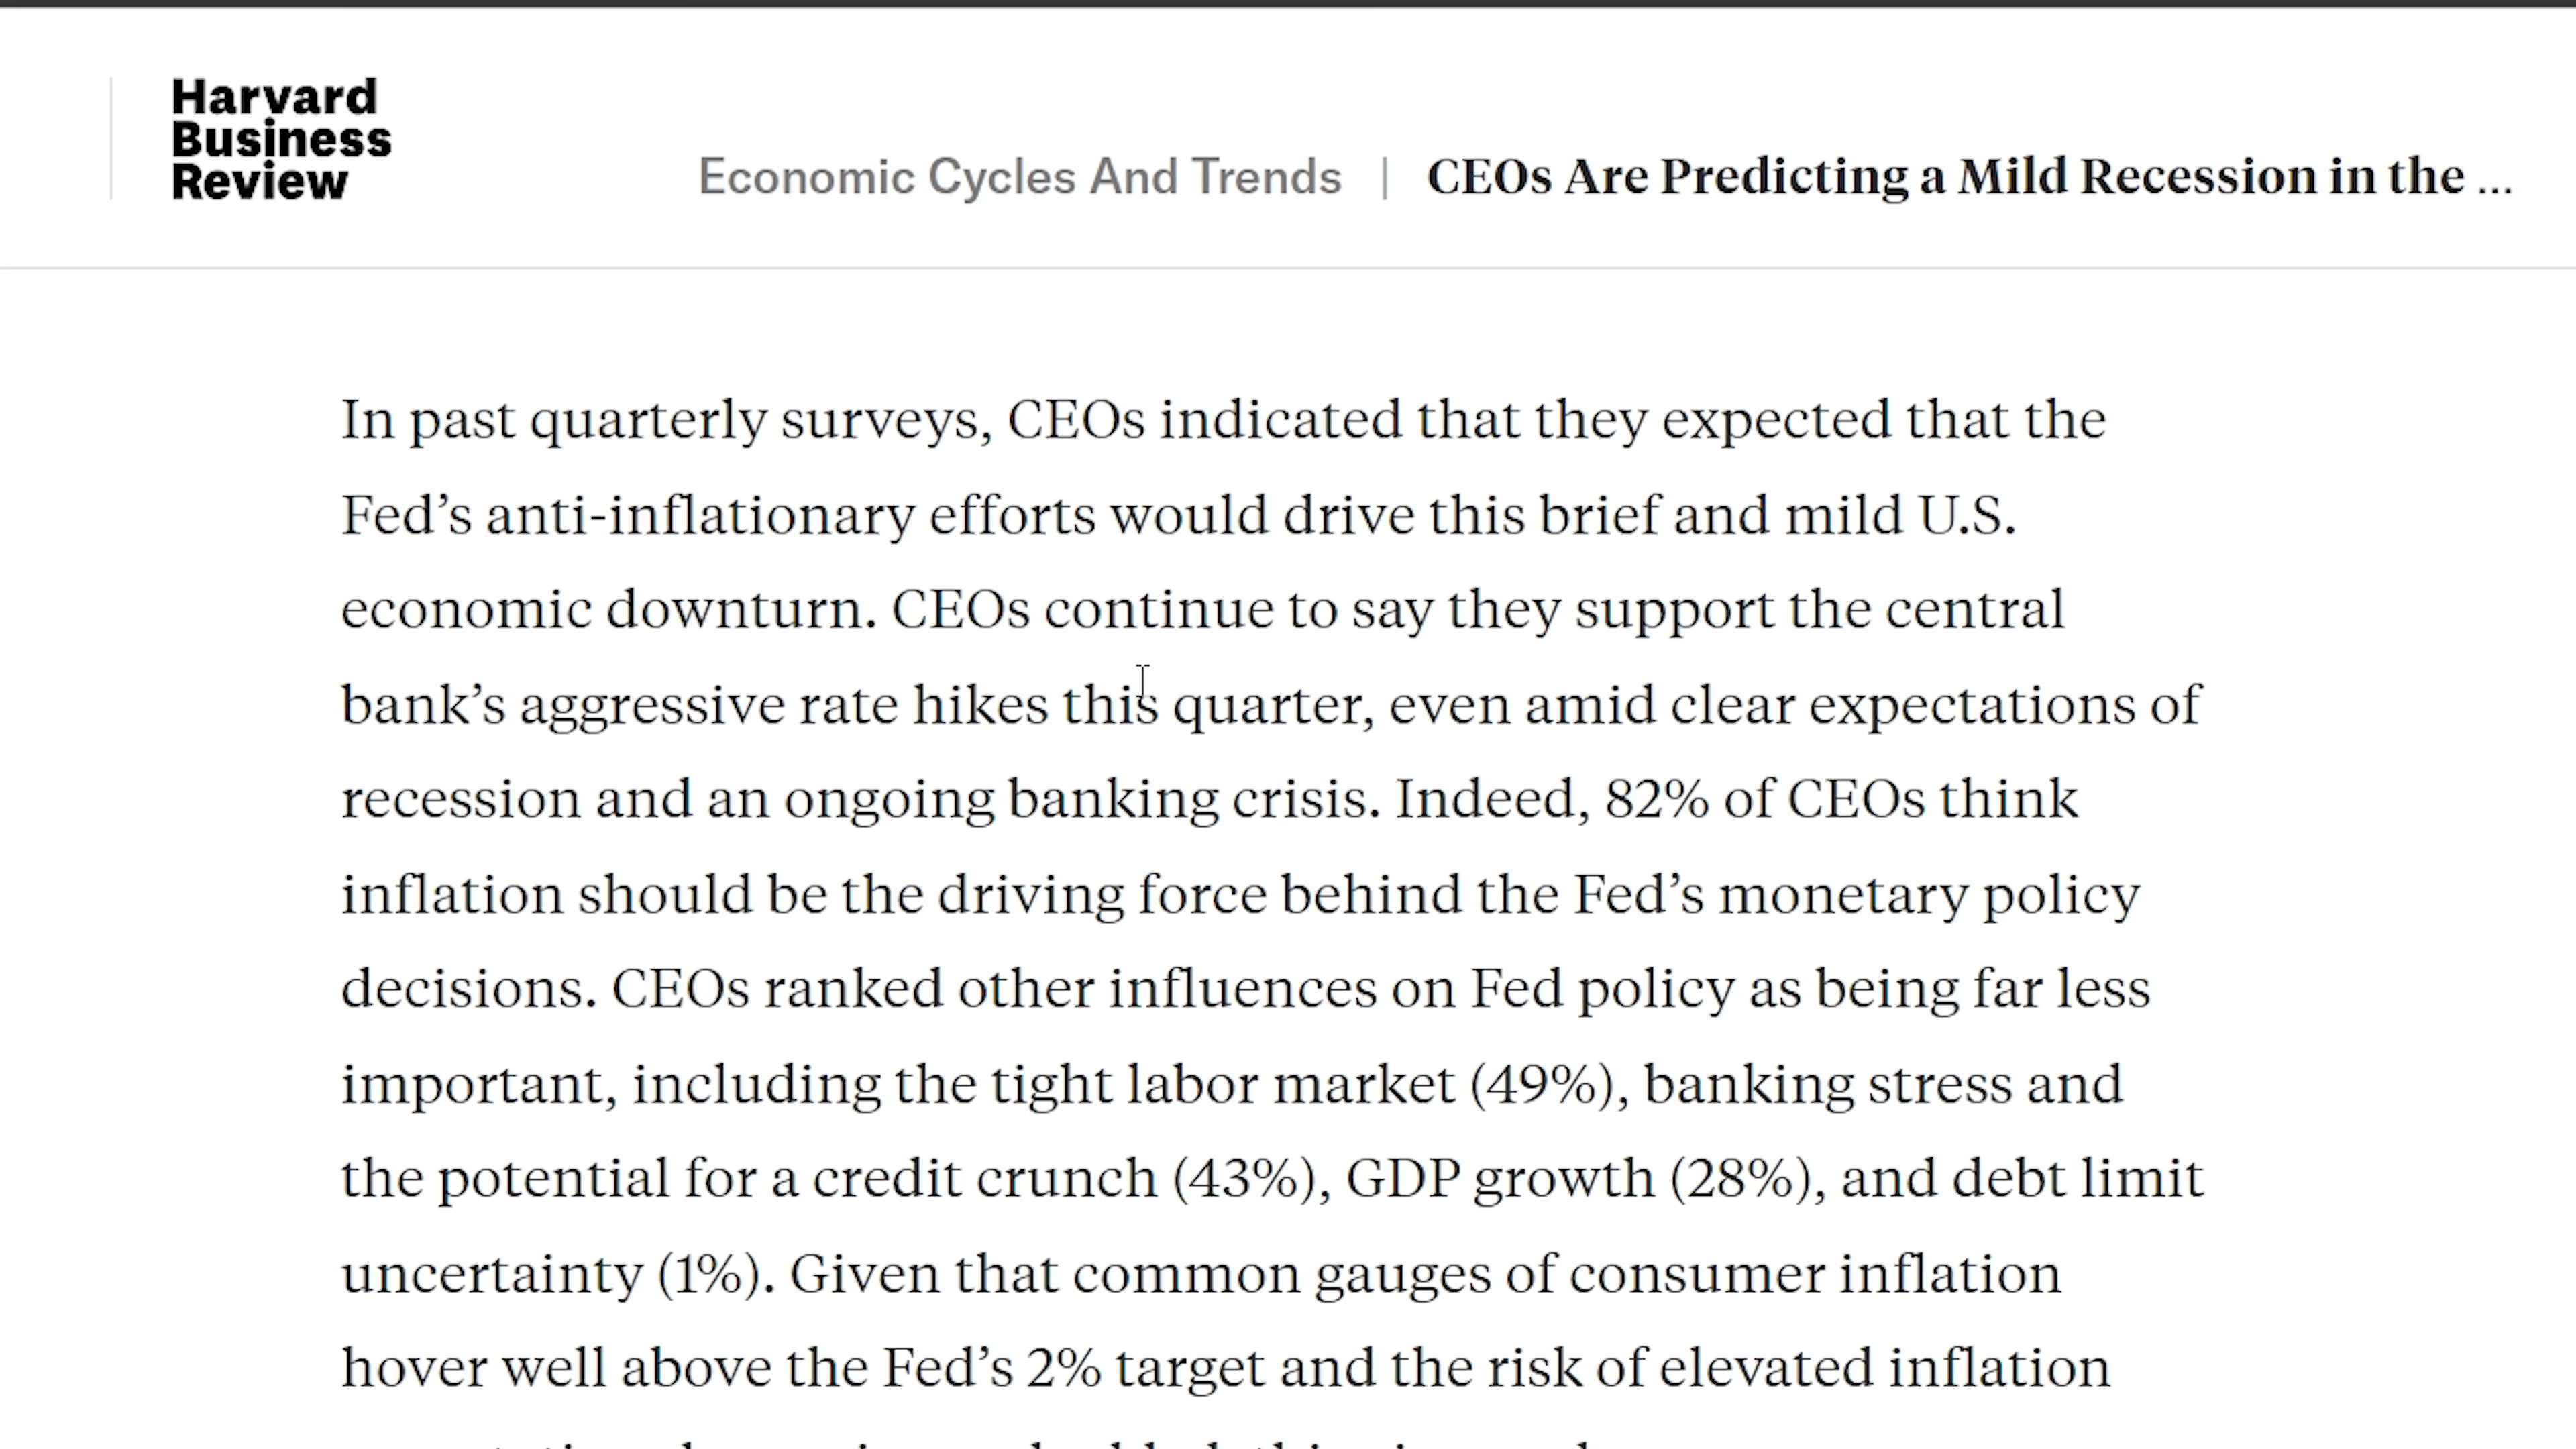 Harvard
Business
Review
Economic Cycles And Trends | CEOs Are Predicting a Mild Recession in the ...
In past quarterly surveys, CEOs indicated that they expected that the
Fed’s anti-inflationary efforts would drive this brief and mild U.S.
economic downturn. CEOs continue to say they support the central
bank’s aggressive rate hikes this quarter, even amid clear expectations of
recession and an ongoing banking crisis. Indeed, 82% of CEOs think
inflation should be the driving force behind the Fed’s monetary policy
decisions. CEOs ranked other influences on Fed policy as being far less
important, including the tight labor market (49%), banking stress and
the potential for a credit crunch (43%), GDP growth (28%), and debt limit
uncertainty (1%). Given that common gauges of consumer inflation
hover well above the Fed’s 2% target and the risk of elevated inflation